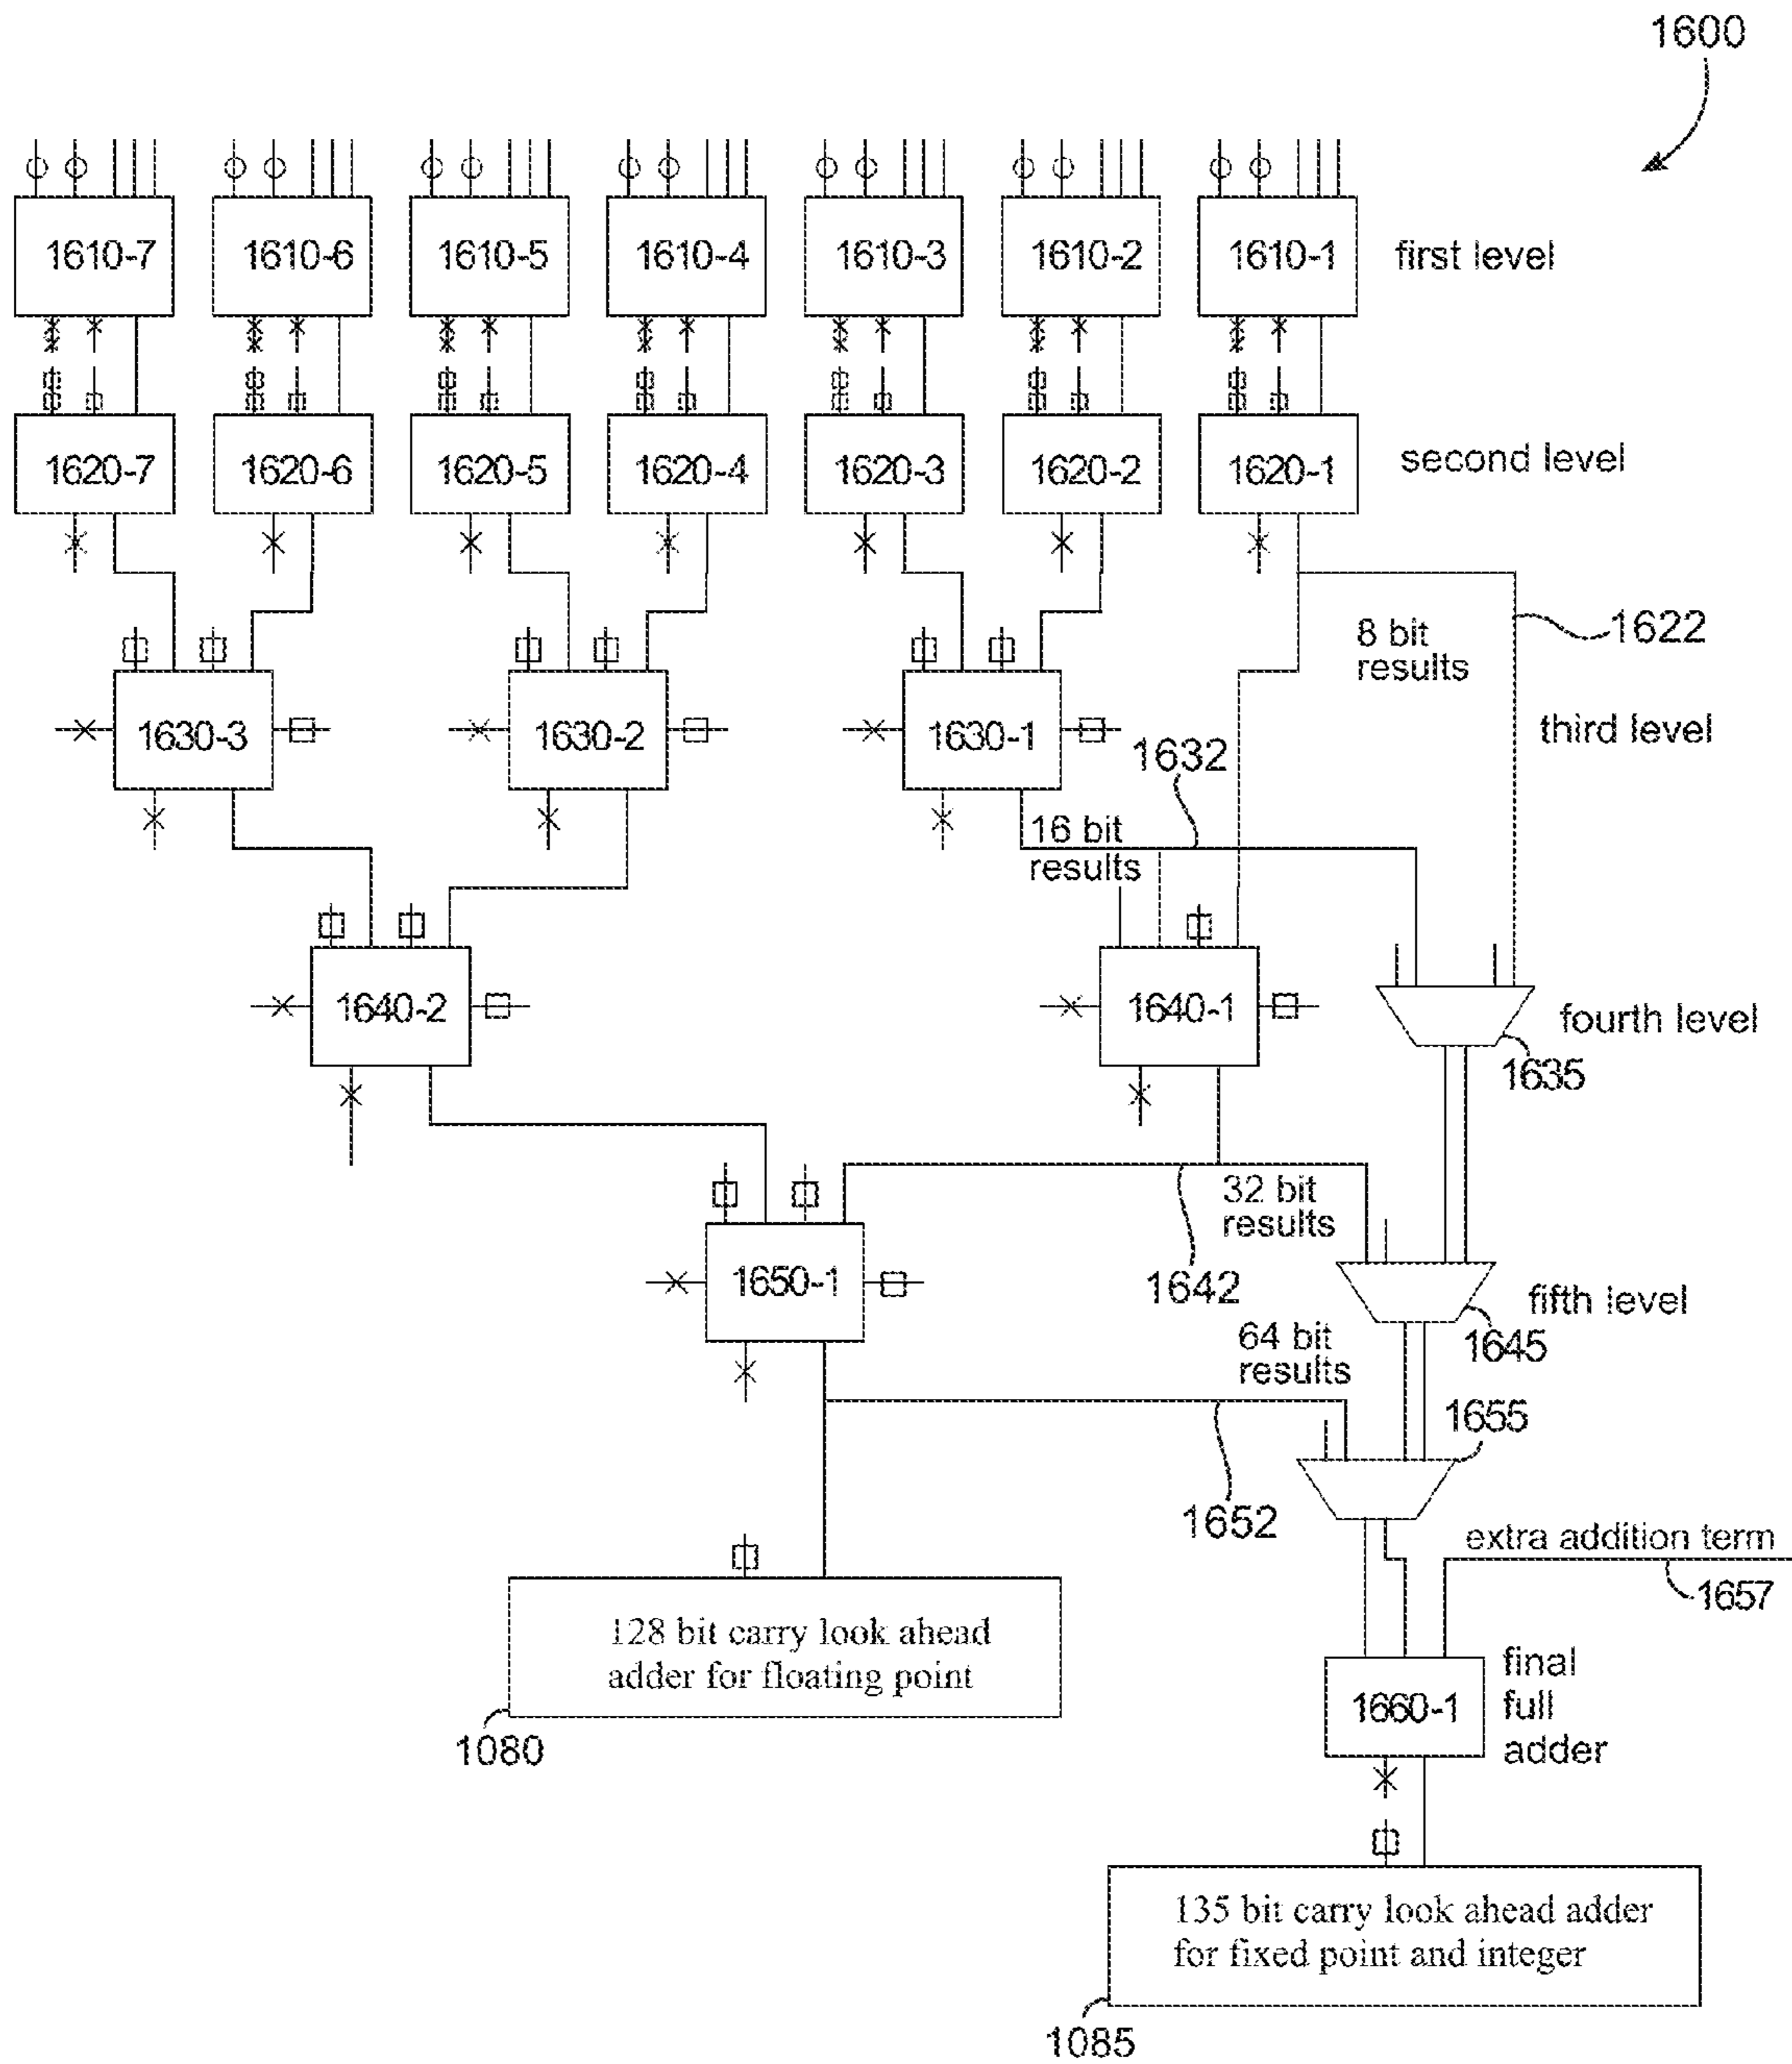 1600
1610-7 1610-6 1610-5 1610-4 1610-3 1610-2 1610-1 first level
1620-7 1620-6 1620-5 1620-4 1620-3 1620-2 1620-1 second level
8 bit
results
1622
1630-3 1630-2 1630-1 third level
1632
16 bit
results
1640-2 1640-1 fourth level
1635
32 bit
results
1650-1 1642 fifth level
1645
64 bit
results
1655
1652
extra addition term
1657
128 bit carry look ahead
adder for floating point
1080
1660-1
final
full
adder
135 bit carry look ahead adder
for fixed point and integer
1085